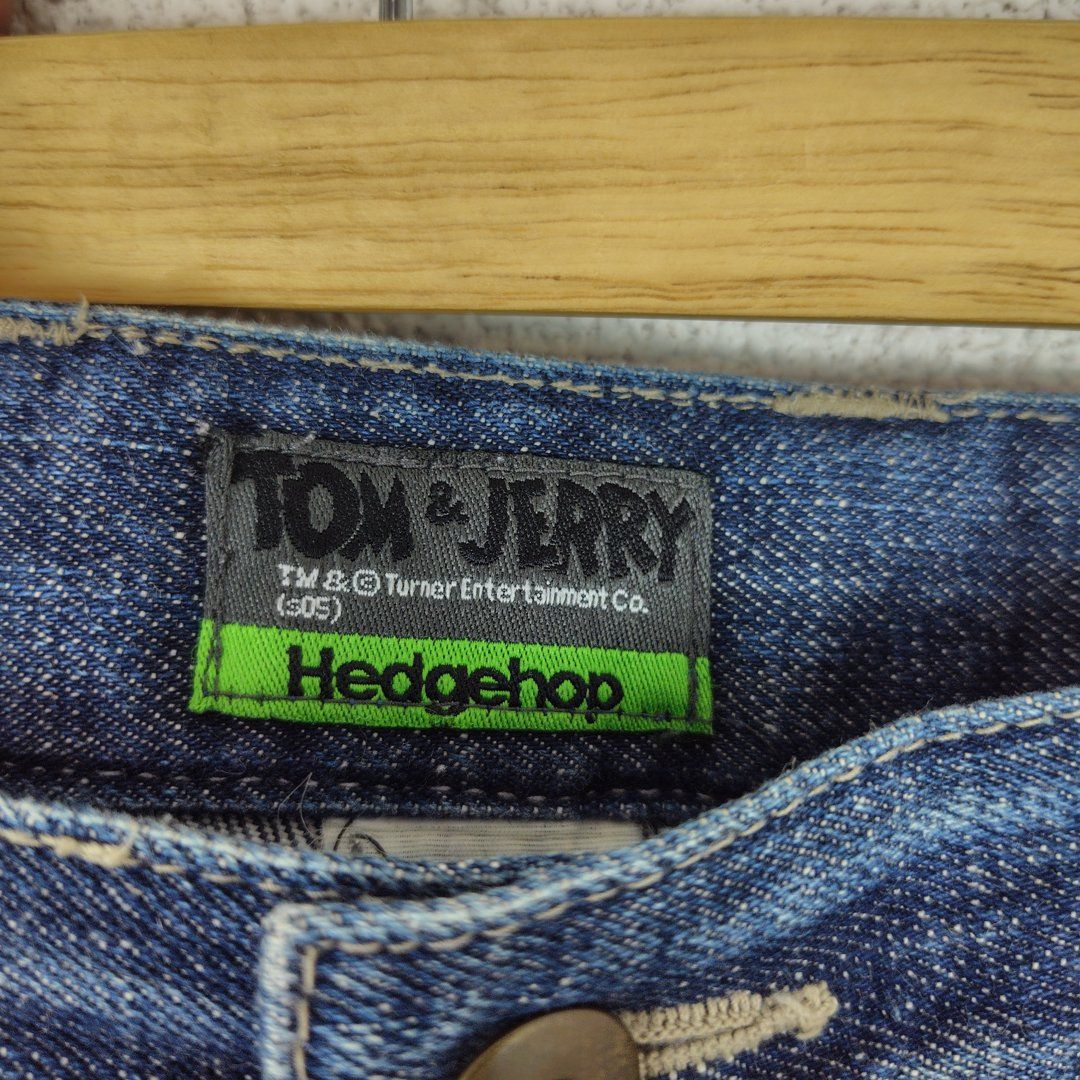 TOM & JERRY
TM & © Turner Entertainment Co.
(s05)
Hedgehop